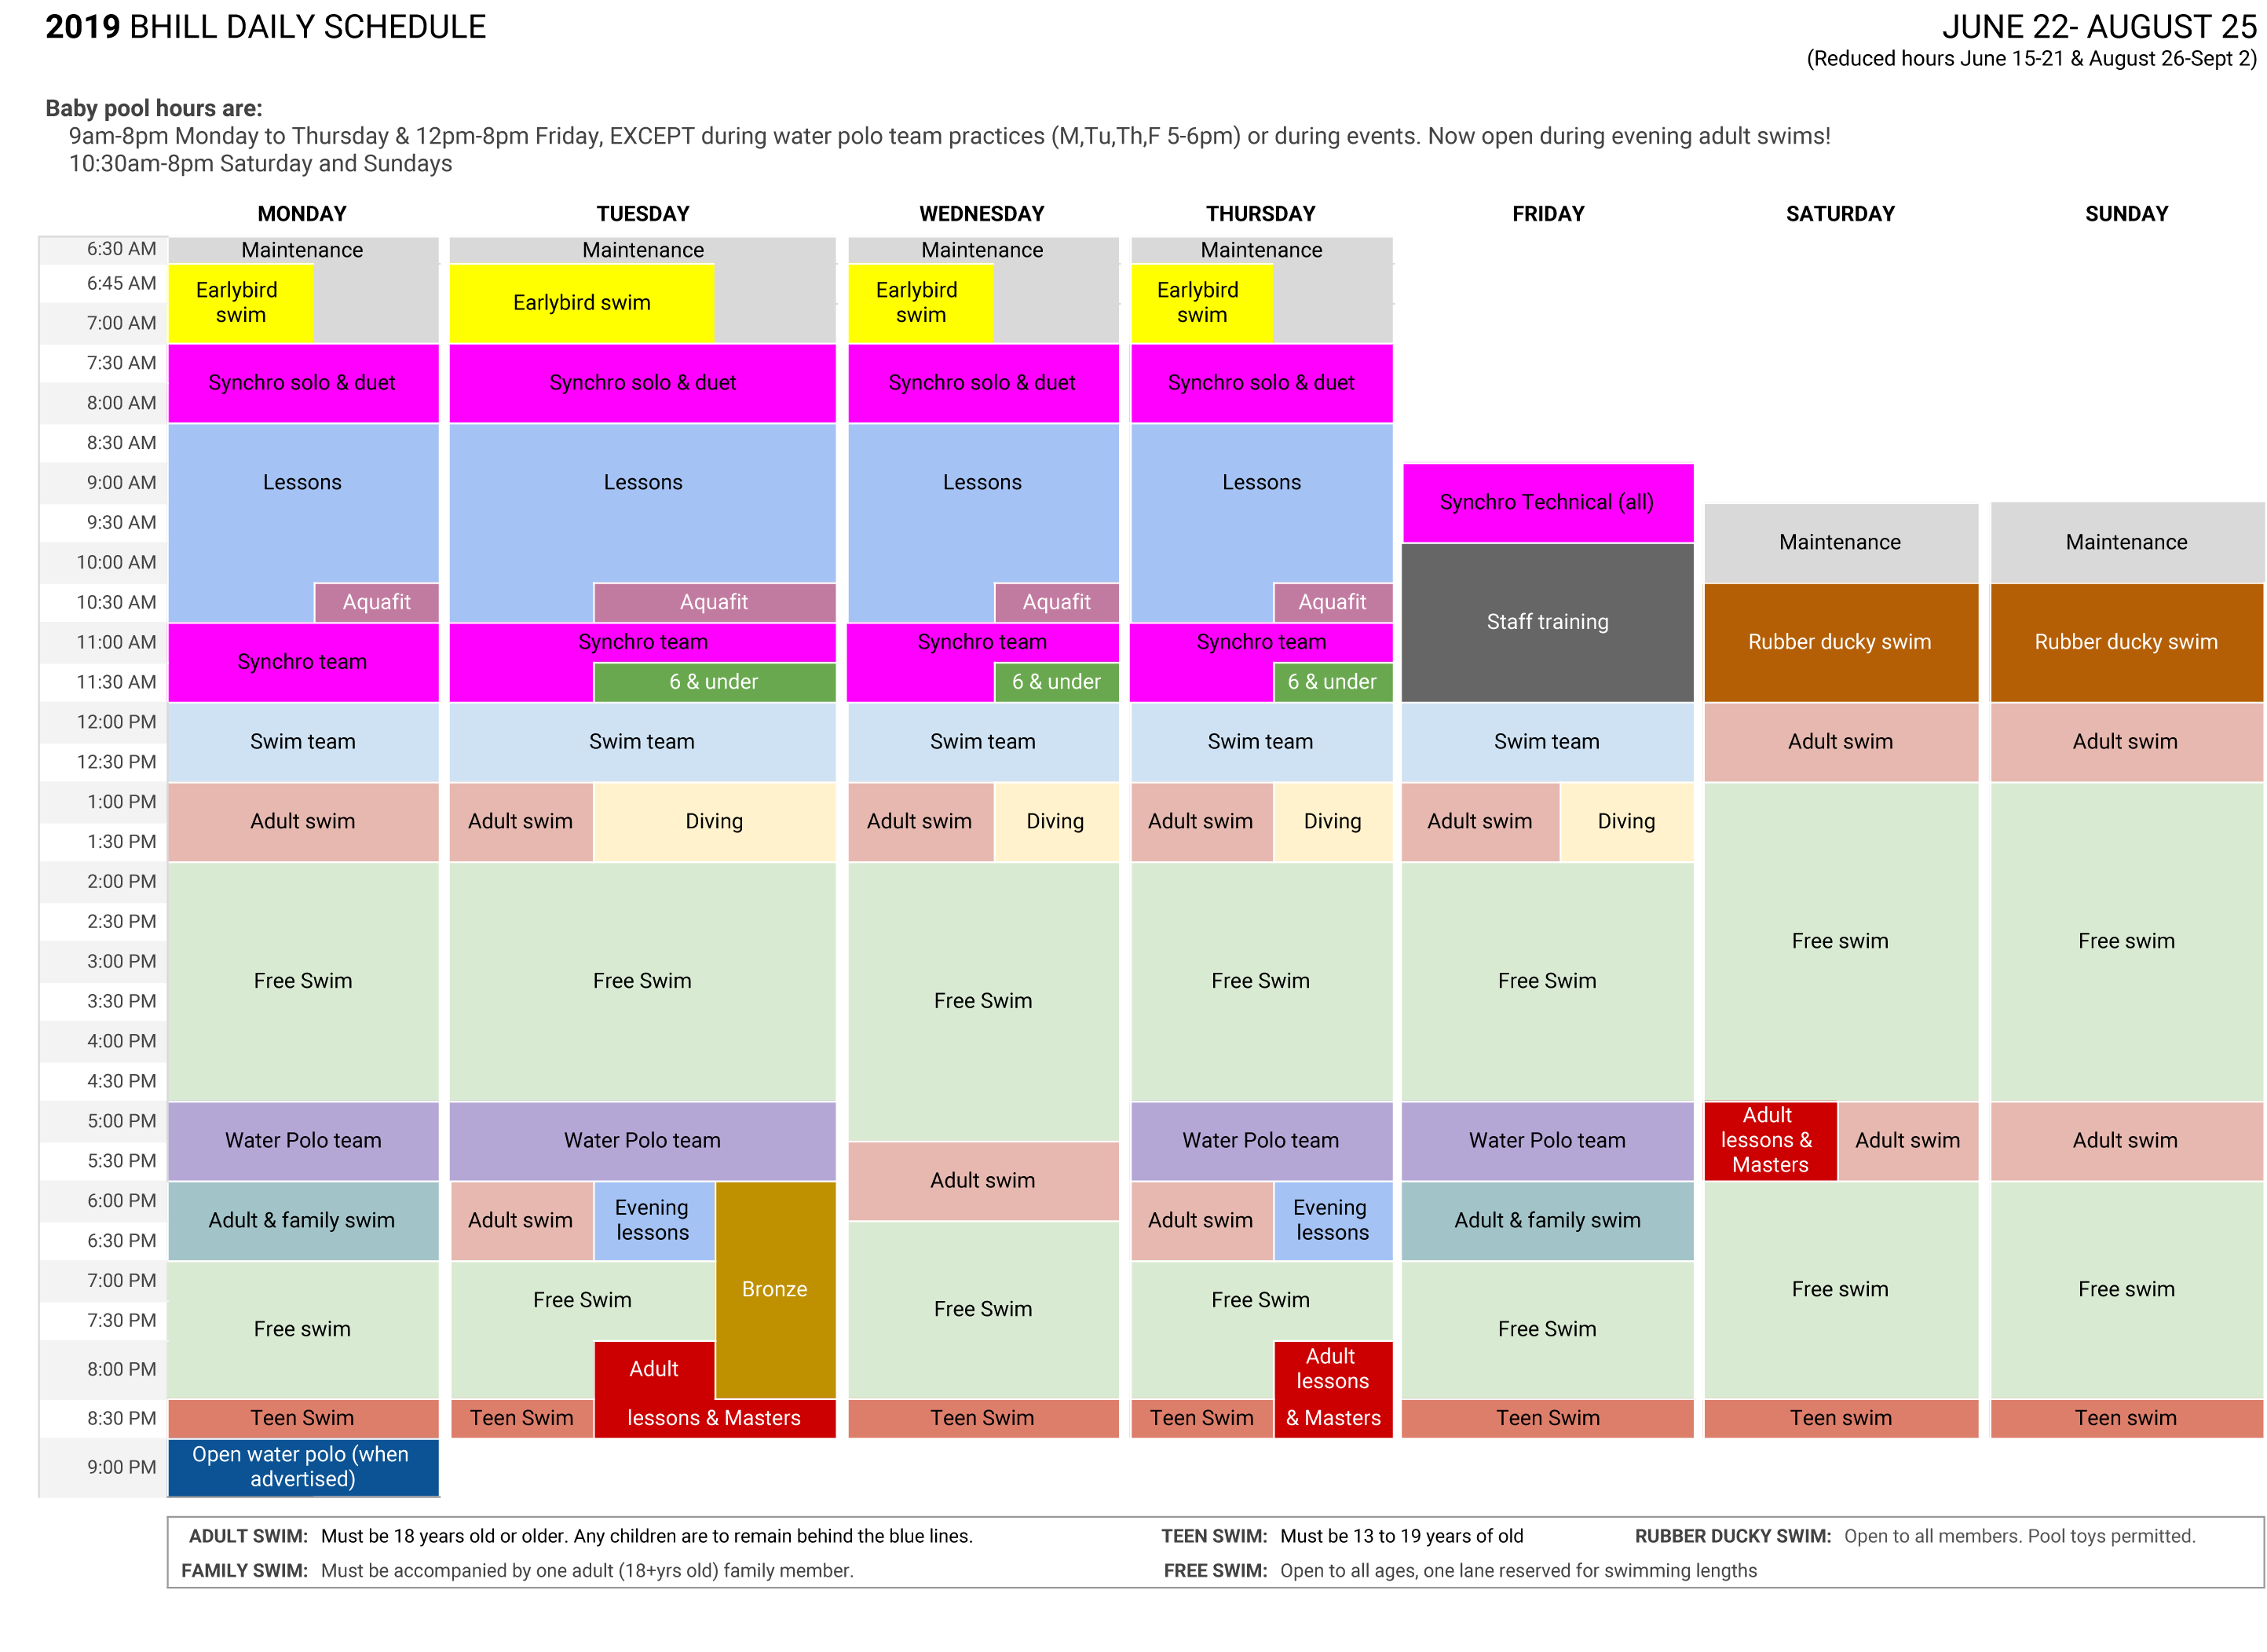 2019 BHILL DAILY SCHEDULE
JUNE 22- AUGUST 25
(Reduced hours June 15-21 & August 26-Sept 2)
Baby pool hours are:
9am-8pm Monday to Thursday & 12pm-8pm Friday, EXCEPT during water polo team practices (M,Tu,Th,F 5-6pm) or during events. Now open during evening adult swims!
10:30am-8pm Saturday and Sundays
MONDAY TUESDAY WEDNESDAY THURSDAY FRIDAY SATURDAY SUNDAY
6:30 AM Maintenance Maintenance Maintenance Maintenance
6:45 AM Earlybird swim Earlybird swim Earlybird swim Earlybird swim
7:00 AM
7:30 AM
Synchro solo & duet Synchro solo & duet Synchro solo & duet Synchro solo & duet
8:00 AM
8:30 AM
9:00 AM Lessons Lessons Lessons Lessons
Synchro Technical (all)
9:30 AM
Maintenance Maintenance
10:00 AM
10:30 AM Aquafit Aquafit Aquafit Aquafit
Staff training
11:00 AM Synchro team Synchro team Synchro team Rubber ducky swim Rubber ducky swim
Synchro team
11:30 AM 6 & under 6 & under 6 & under
12:00 PM
Swim team Swim team Swim team Swim team Swim team Adult swim Adult swim
12:30 PM
1:00 PM
Adult swim Adult swim Diving Adult swim Diving Adult swim Diving Adult swim Diving
1:30 PM
2:00 PM
2:30 PM Free swim Free swim
3:00 PM
Free Swim Free Swim Free Swim Free Swim
3:30 PM Free Swim
4:00 PM
4:30 PM
5:00 PM
Water Polo team Water Polo team Water Polo team Water Polo team Adult lessons & Masters Adult swim Adult swim
5:30 PM
Adult swim
6:00 PM
Adult & family swim Adult swim Evening lessons Adult swim Evening lessons Adult & family swim
6:30 PM
7:00 PM Bronze Free swim Free swim
Free Swim Free Swim Free Swim
7:30 PM Free swim Free Swim
8:00 PM Adult Adult lessons
8:30 PM Teen Swim Teen Swim lessons & Masters Teen Swim Teen Swim & Masters Teen Swim Teen swim Teen swim
9:00 PM Open water polo (when advertised)
ADULT SWIM: Must be 18 years old or older. Any children are to remain behind the blue lines. TEEN SWIM: Must be 13 to 19 years of old RUBBER DUCKY SWIM: Open to all members. Pool toys permitted.
FAMILY SWIM: Must be accompanied by one adult (18+yrs old) family member. FREE SWIM: Open to all ages, one lane reserved for swimming lengths